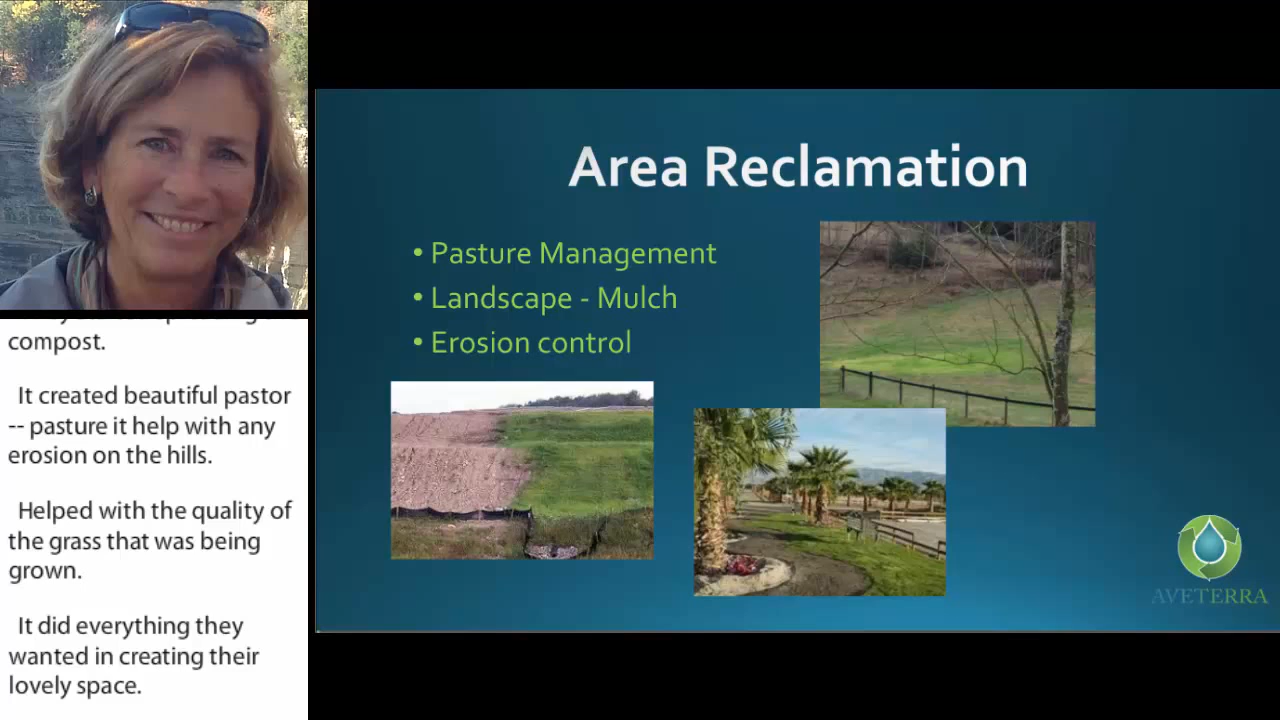 compost.
It created beautiful pastor
-- pasture it help with any
erosion on the hills.
Helped with the quality of
the grass that was being
grown.
It did everything they
wanted in creating their
lovely space.
Area Reclamation
• Pasture Management
• Landscape - Mulch
• Erosion control
AVETERRA